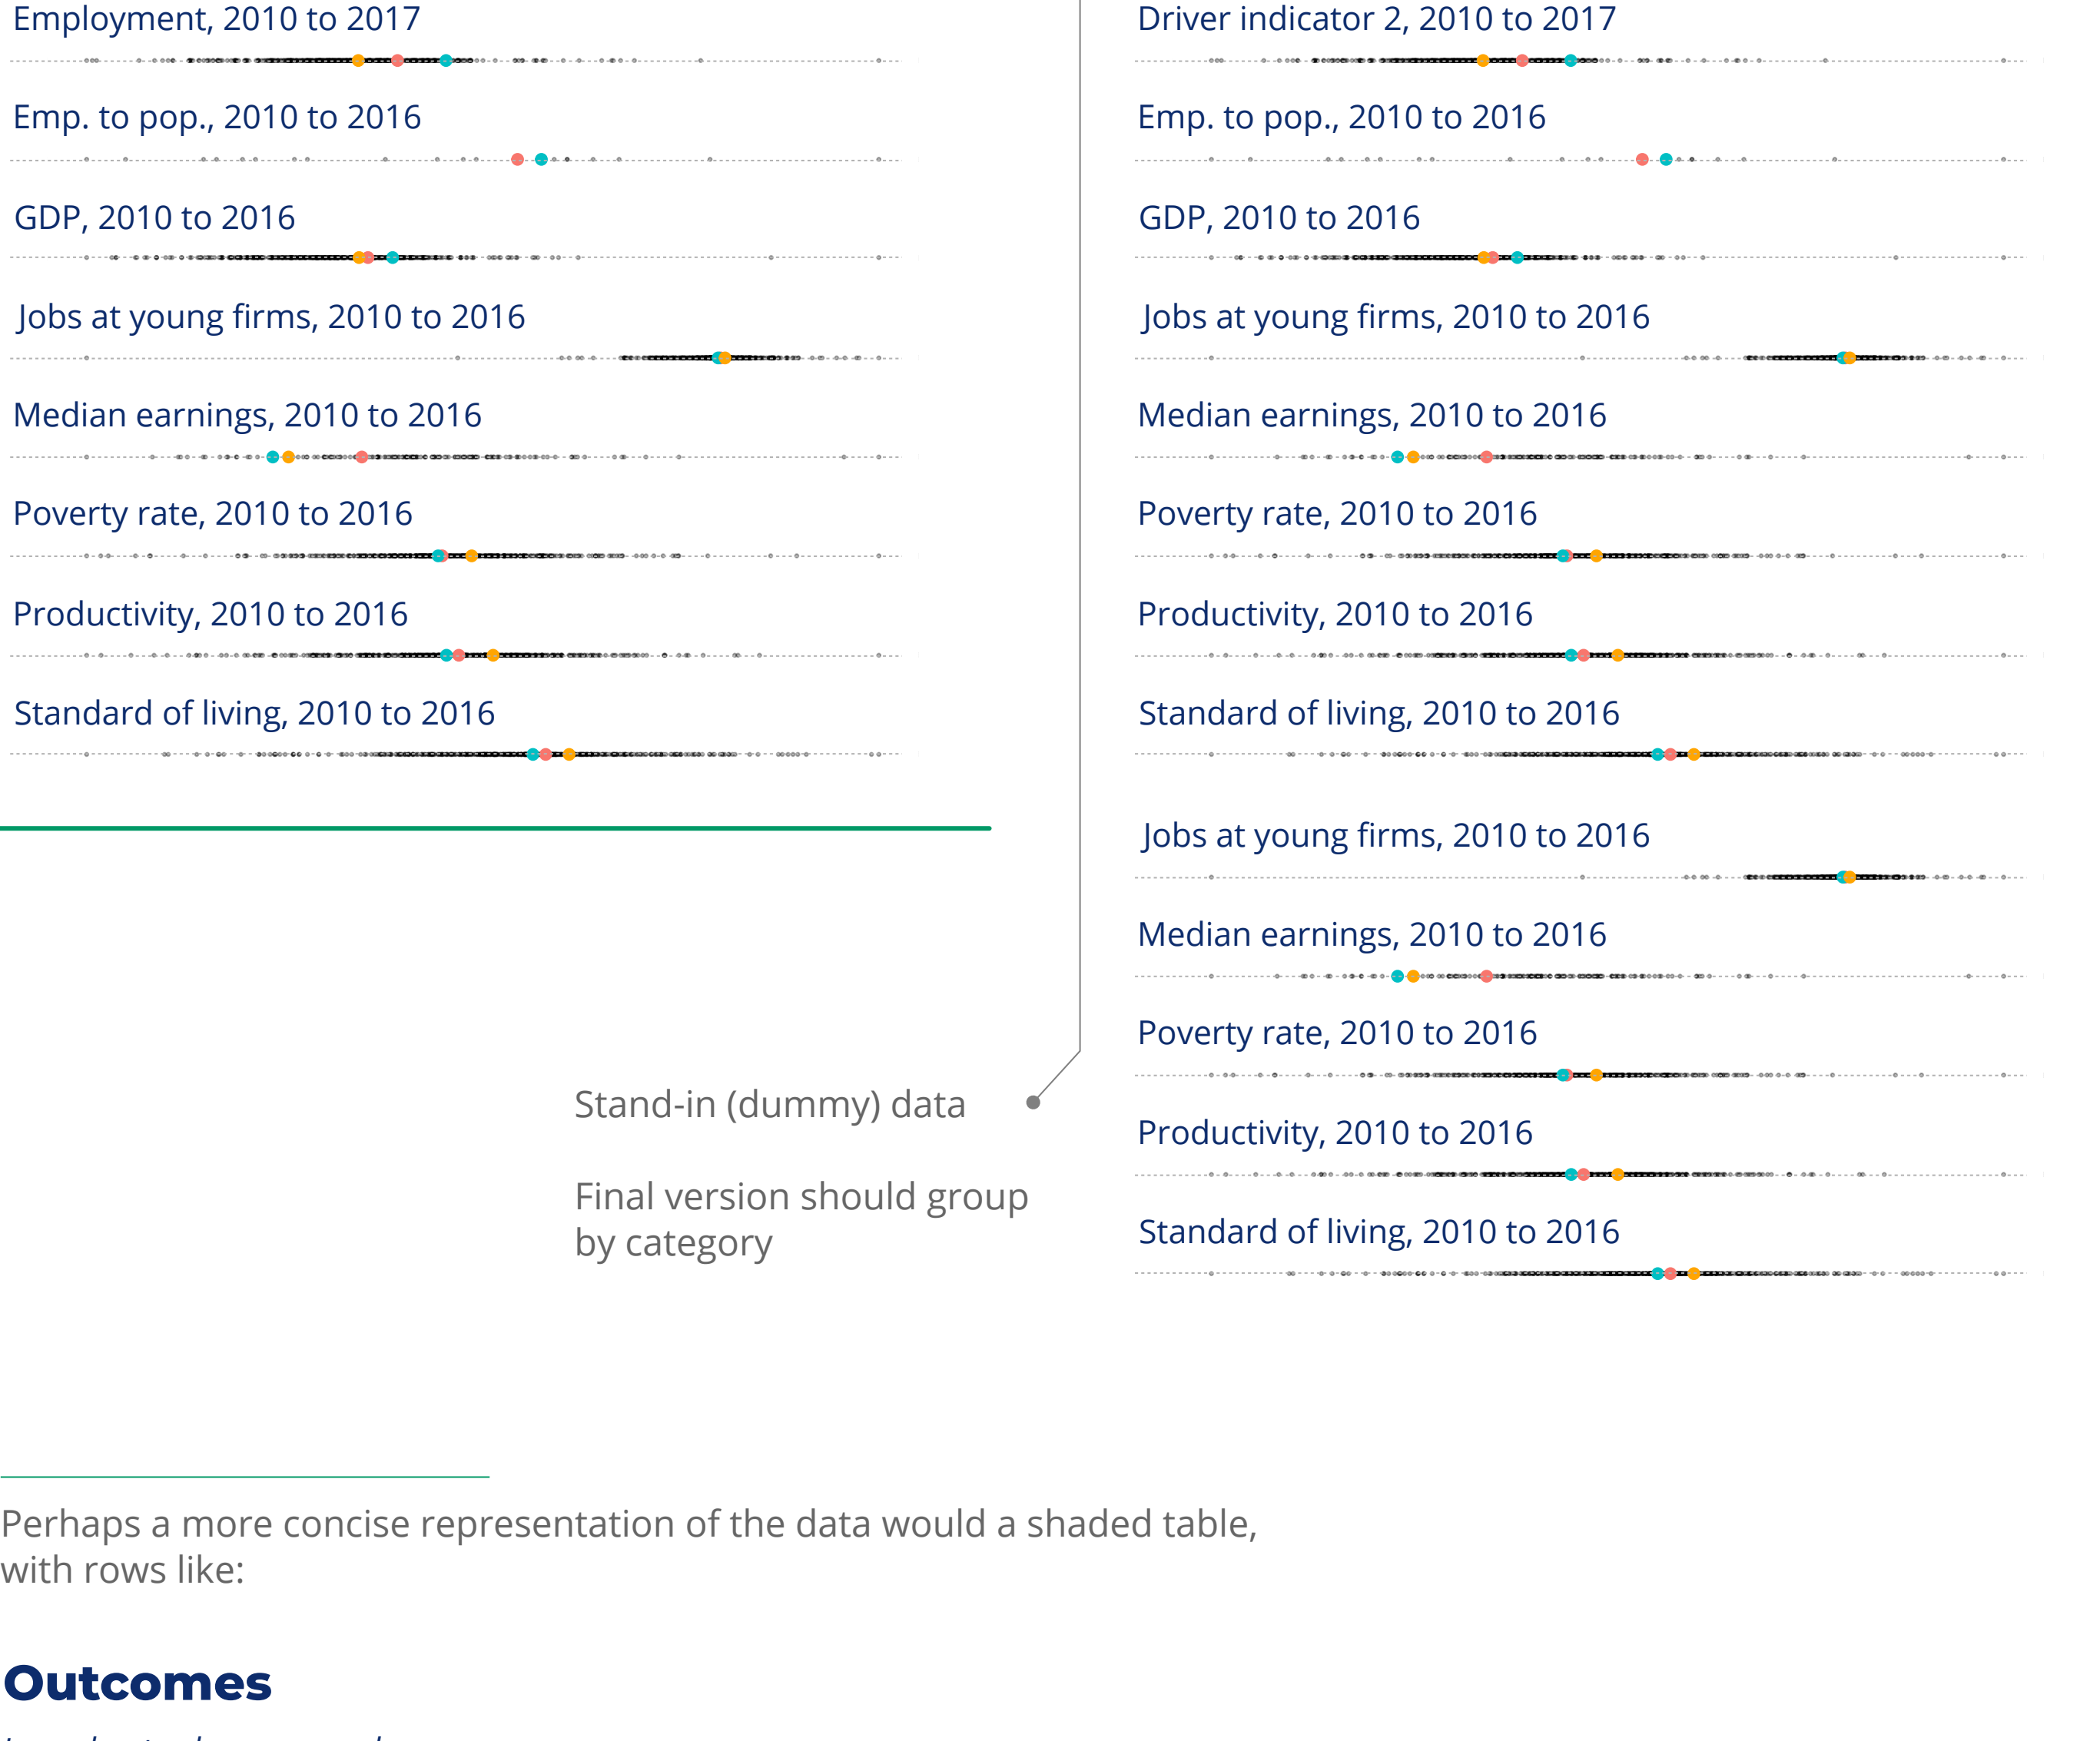 Employment, 2010 to 2017
Emp. to pop., 2010 to 2016
GDP, 2010 to 2016
Jobs at young firms, 2010 to 2016
Median earnings, 2010 to 2016
Poverty rate, 2010 to 2016
Productivity, 2010 to 2016
Standard of living, 2010 to 2016
Driver indicator 2, 2010 to 2017
Emp. to pop., 2010 to 2016
GDP, 2010 to 2016
Jobs at young firms, 2010 to 2016
Median earnings, 2010 to 2016
Poverty rate, 2010 to 2016
Productivity, 2010 to 2016
Standard of living, 2010 to 2016
Jobs at young firms, 2010 to 2016
Median earnings, 2010 to 2016
Poverty rate, 2010 to 2016
Productivity, 2010 to 2016
Standard of living, 2010 to 2016
Stand-in (dummy) data
Final version should group
by category
Perhaps a more concise representation of the data would a shaded table,
with rows like:
Outcomes